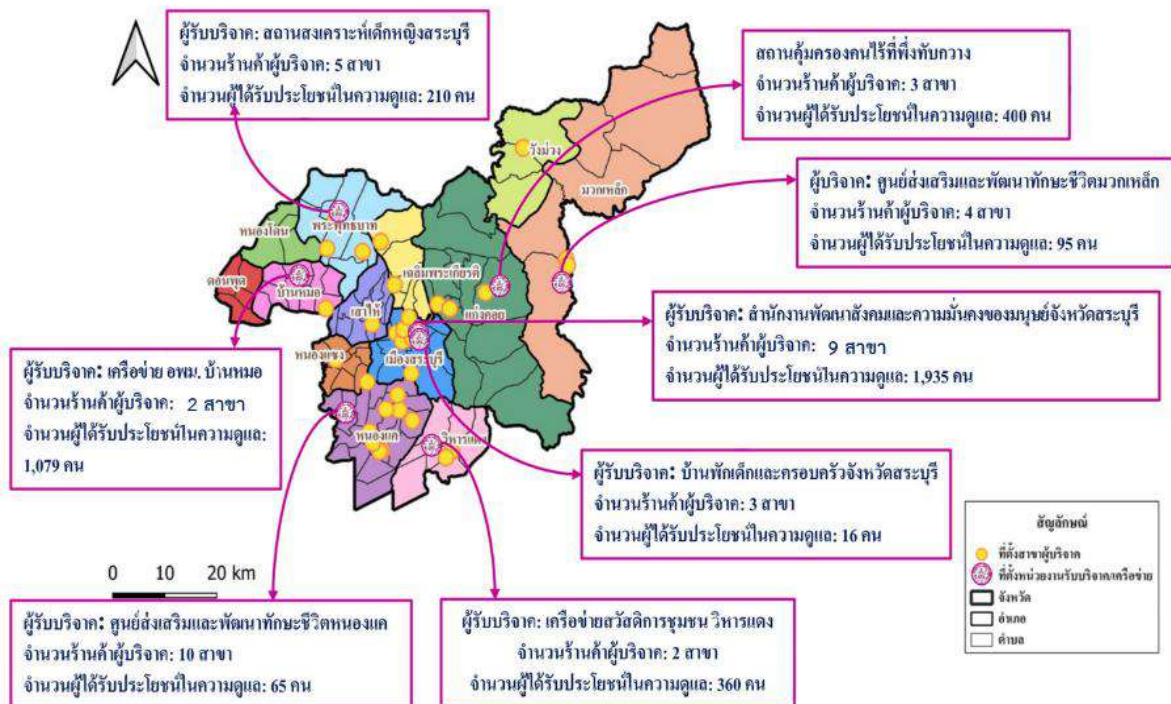 ผู้รับบริจาค: สถานสงเคราะห์เด็กหญิงสระบุรี
จำนวนร้านค้าผู้บริจาค: 5 สาขา
จำนวนผู้ได้รับประโยชน์ในความดูแล: 210 คน
สถานคุ้มครองคนไร้ที่พึ่งทับกวาง
จำนวนร้านค้าผู้บริจาค: 3 สาขา
จำนวนผู้ได้รับประโยชน์ในความดูแล: 400 คน
ผู้บริจาค: ศูนย์ส่งเสริมและพัฒนาทักษะชีวิตมวกเหล็ก
จำนวนร้านค้าผู้บริจาค: 4 สาขา
จำนวนผู้ได้รับประโยชน์ในความดูแล: 95 คน
วังม่วง
มวกเหล็ก
พระพุทธบาท
หนองโดน
ดอนพุด
บ้านหมอ
เฉลิมพระเกียรติ
เสาไห้
แก่งคอย
หนองแซง
เมืองสระบุรี
หนองแค
วิหารแดง
ผู้รับบริจาค: สำนักงานพัฒนาสังคมและความมั่นคงของมนุษย์จังหวัดสระบุรี
จำนวนร้านค้าผู้บริจาค: 9 สาขา
จำนวนผู้ได้รับประโยชน์ในความดูแล: 1,935 คน
ผู้รับบริจาค: เครือข่าย อพม. บ้านหมอ
จำนวนร้านค้าผู้บริจาค: 2 สาขา
จำนวนผู้ได้รับประโยชน์ในความดูแล:
1,079 คน
ผู้รับบริจาค: บ้านพักเด็กและครอบครัวจังหวัดสระบุรี
จำนวนร้านค้าผู้บริจาค: 3 สาขา
จำนวนผู้ได้รับประโยชน์ในความดูแล: 16 คน
0 10 20 km
ผู้รับบริจาค: ศูนย์ส่งเสริมและพัฒนาทักษะชีวิตหนองแค
จำนวนร้านค้าผู้บริจาค: 10 สาขา
จำนวนผู้ได้รับประโยชน์ในความดูแล: 65 คน
ผู้รับบริจาค: เครือข่ายสวัสดิการชุมชน วิหารแดง
จำนวนร้านค้าผู้บริจาค: 2 สาขา
จำนวนผู้ได้รับประโยชน์ในความดูแล: 360 คน
สัญลักษณ์
ที่ตั้งสาขาผู้บริจาค
ที่ตั้งหน่วยงานรับบริจาค/เครือข่าย
จังหวัด
อำเภอ
ตำบล